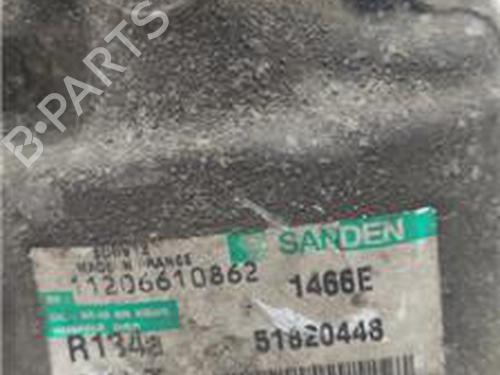 B-PARTS
SANDEN
MADE IN FRANCE
11206610862
1466E
R134a
51820448